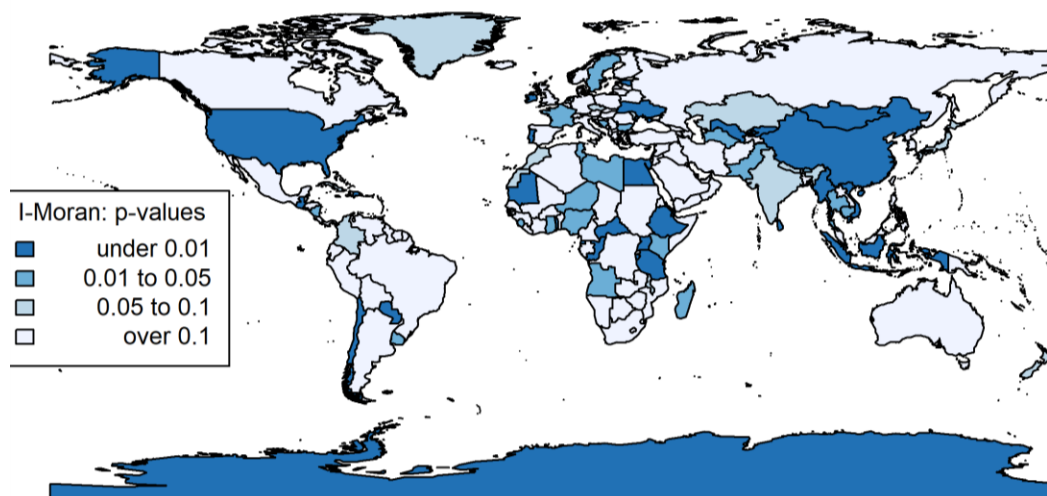 I-Moran: p-values
under 0.01
0.01 to 0.05
0.05 to 0.1
over 0.1